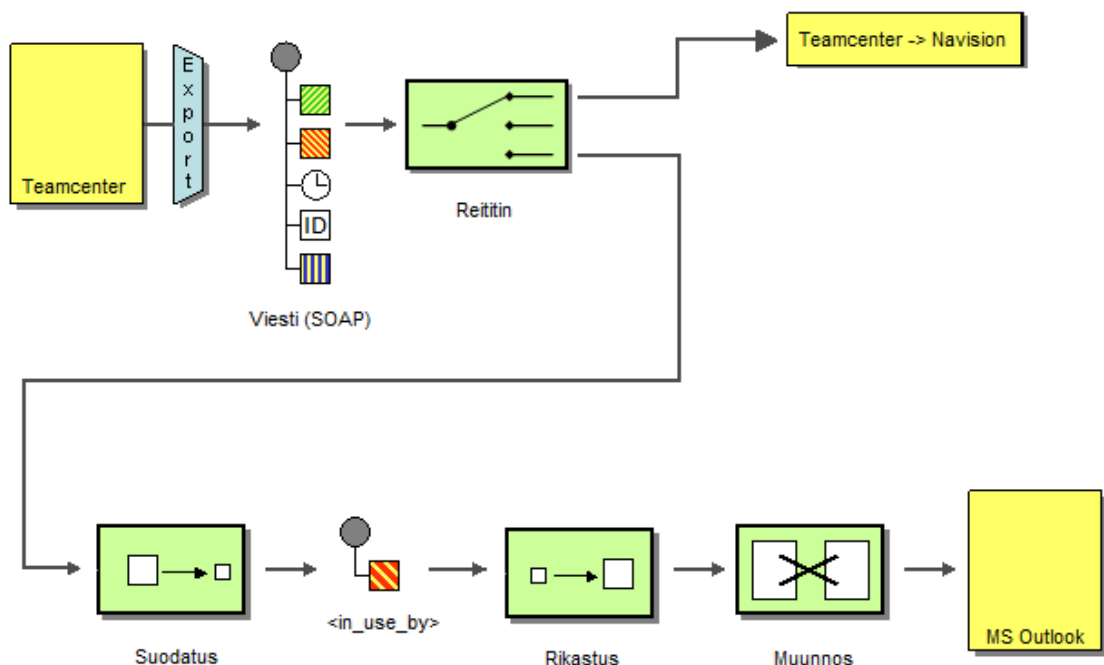 Teamcenter
Export
ID
Viesti (SOAP)
Reititin
Teamcenter -> Navision
Suodatus
<in_use_by>
Rikastus
Muunnos
MS Outlook